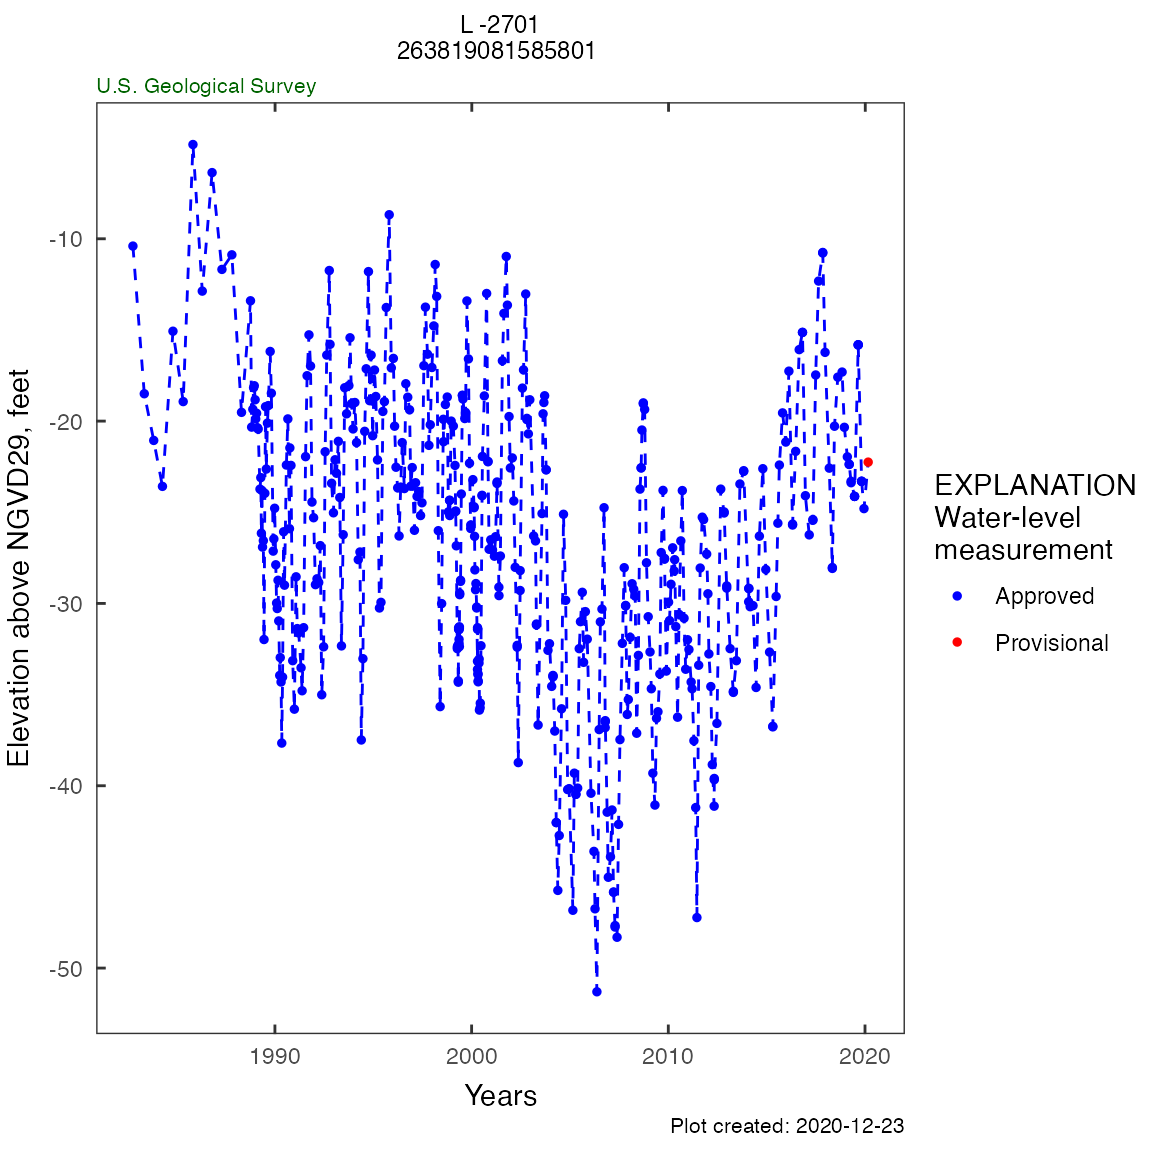 L -2701
263819081585801
U.S. Geological Survey
Elevation above NGVD29, feet
-10
-20
-30
-40
-50
1990 2000 2010 2020
Years
EXPLANATION
Water-level
measurement
Approved
Provisional
Plot created: 2020-12-23